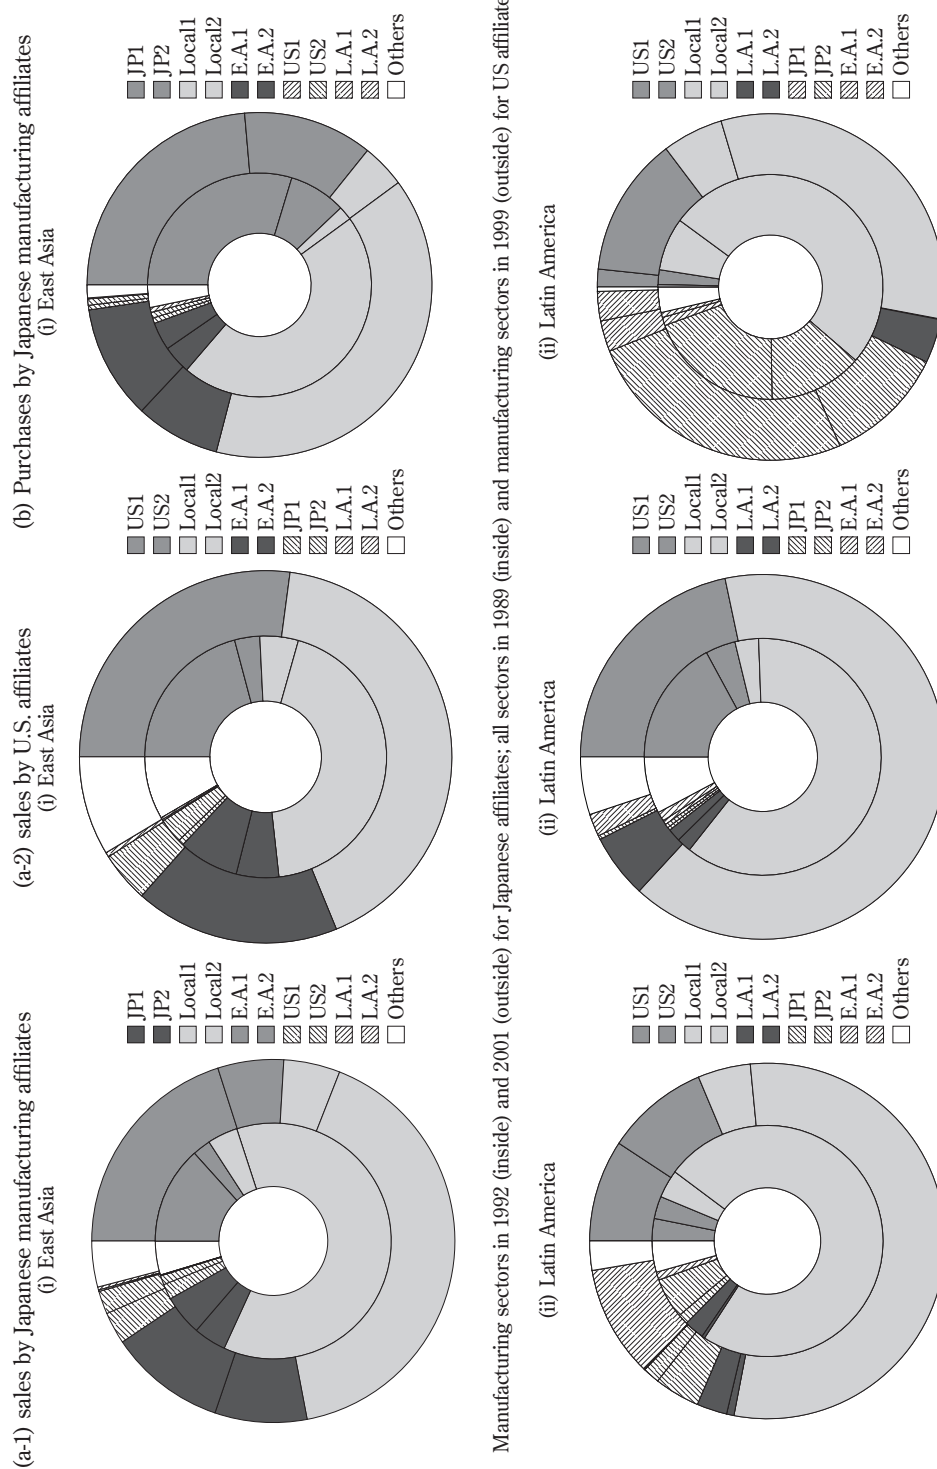 (a-1) sales by Japanese manufacturing affiliates
(i) East Asia
JP1
JP2
Local1
Local2
E.A.1
E.A.2
US1
US2
L.A.1
L.A.2
Others
(a-2) sales by U.S. affiliates
(i) East Asia
US1
US2
Local1
Local2
E.A.1
E.A.2
JP1
JP2
L.A.1
L.A.2
Others
(b) Purchases by Japanese manufacturing affiliates
(i) East Asia
JP1
JP2
Local1
Local2
E.A.1
E.A.2
US1
US2
L.A.1
L.A.2
Others
Manufacturing sectors in 1992 (inside) and 2001 (outside) for Japanese affiliates; all sectors in 1989 (inside) and manufacturing sectors in 1999 (outside) for US affiliate
(ii) Latin America
US1
US2
Local1
Local2
L.A.1
L.A.2
JP1
JP2
E.A.1
E.A.2
Others
(ii) Latin America
US1
US2
Local1
Local2
L.A.1
L.A.2
JP1
JP2
E.A.1
E.A.2
Others
(ii) Latin America
US1
US2
Local1
Local2
L.A.1
L.A.2
JP1
JP2
E.A.1
E.A.2
Others